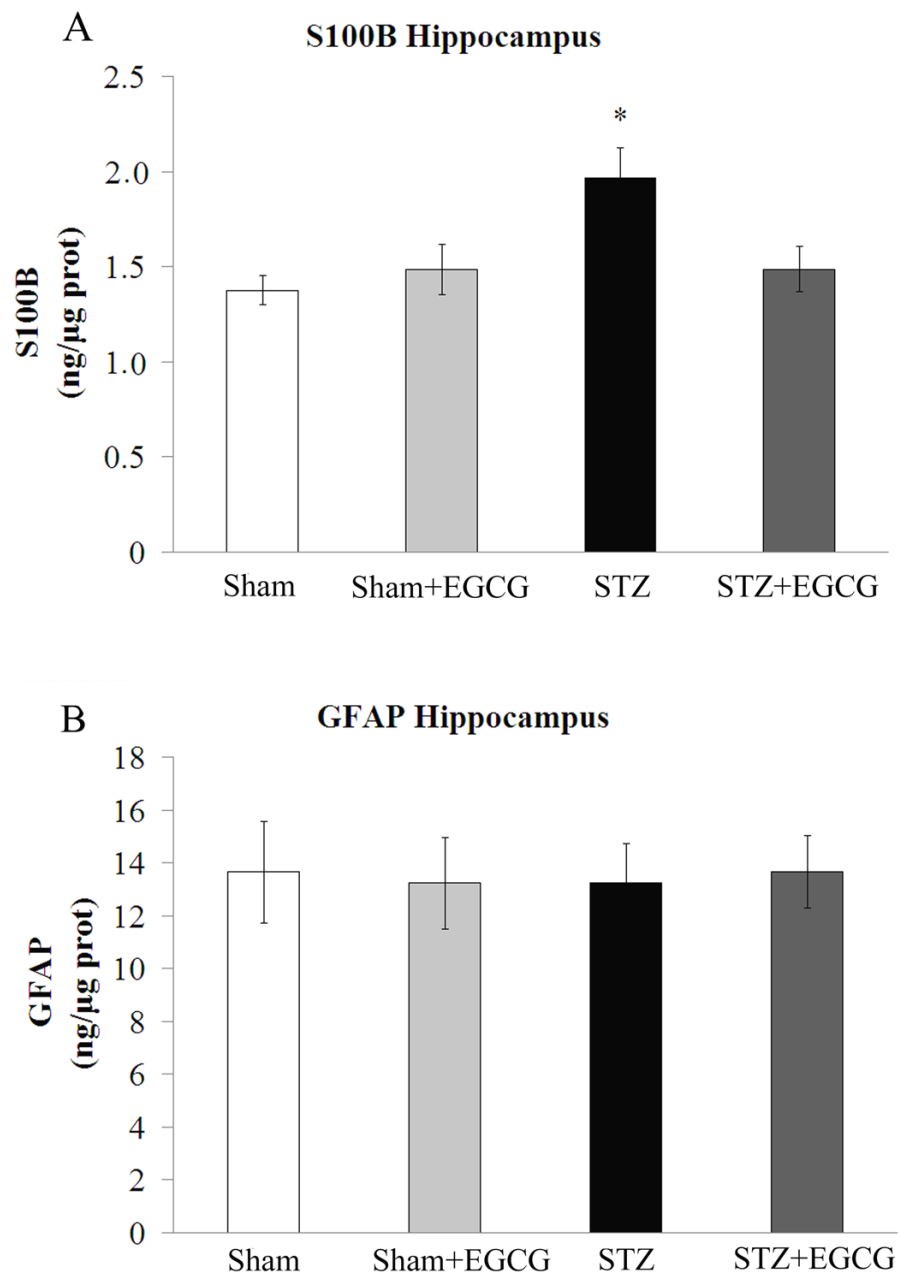 A
S100B Hippocampus
2.5
*
2.0
1.5
1.0
0.5
0
S100B
(ng/μg prot)
Sham Sham+EGCG STZ STZ+EGCG
B
GFAP Hippocampus
18
16
14
12
10
8
6
4
2
0
GFAP
(ng/μg prot)
Sham Sham+EGCG STZ STZ+EGCG